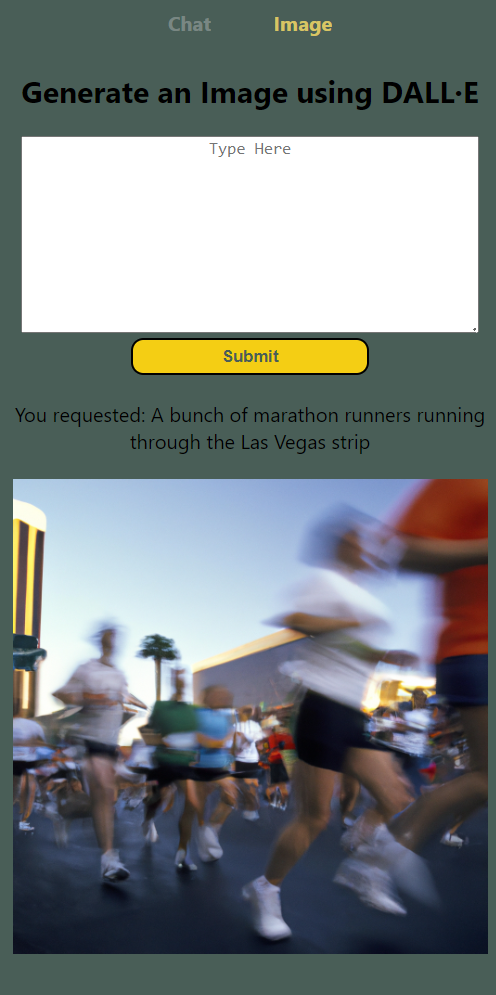 Chat Image
Generate an Image using DALL·E
Type Here
Submit
You requested: A bunch of marathon runners running
through the Las Vegas strip